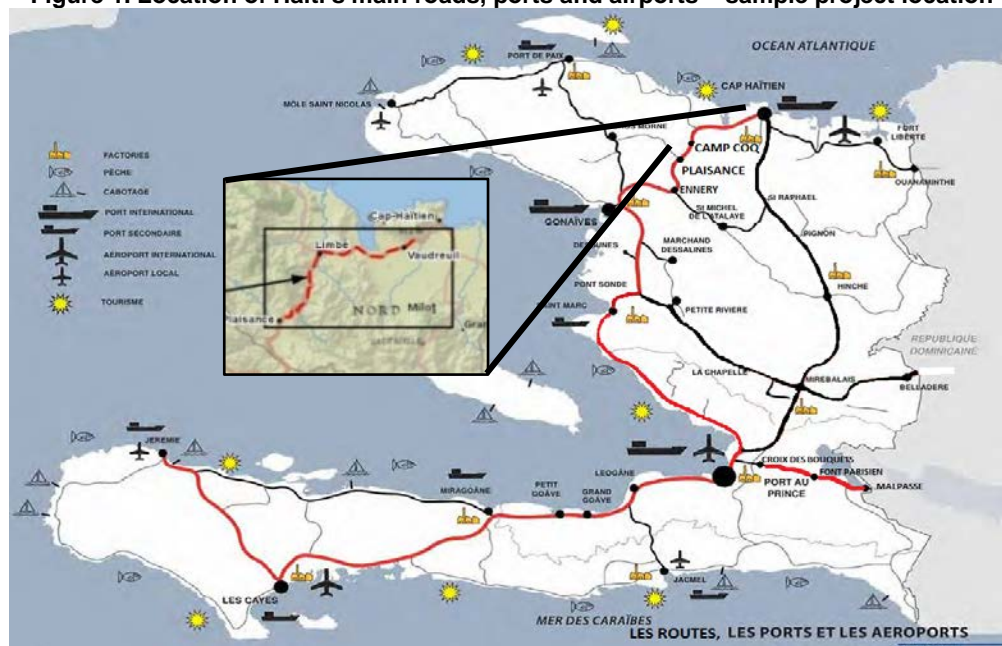 Figure 1. Location of Haiti's main roads, ports and airports – sample project location
OCEAN ATLANTIQUE
PORT DE PAIX
CAP HAÏTIEN
MÔLE SAINT NICOLAS
MORNE
FORT
LIBERTE
CAMP COQ
OUANAMINTHE
PLAISANCE
ENNERY
ST MICHEL
DE L'ATALAYE
ST RAPHAEL
GONAÏVES
PIGNON
DESSALINES
MARCHAND
DESSALINES
HINCHE
PONT SONDE
SAINT MARC
PETITE RIVIERE
REPUBLIQUE
DOMINICAINE
LA CHAPELLE
MIREBALAIS
BELLADERE
FACTORIES
PÊCHE
CABOTAGE
PORT INTERNATIONAL
PORT SECONDAIRE
AÉROPORT INTERNATIONAL
AÉROPORT LOCAL
TOURISME
Cap-Haïtien
Limbé
Vaudreuil
Plaisance
NORD
Milot
Gra
JEREMIE
CROIX DES BOUQUETS
FONT PARISIEN
PORT AU
PRINCE
MALPASSE
LEOGÂNE
MIRAGOÂNE
PETIT
GOÂVE
GRAND
GOÂVE
LES CAYES
JACMEL
MER DES CARAÏBES
LES ROUTES, LES PORTS ET LES AEROPORTS